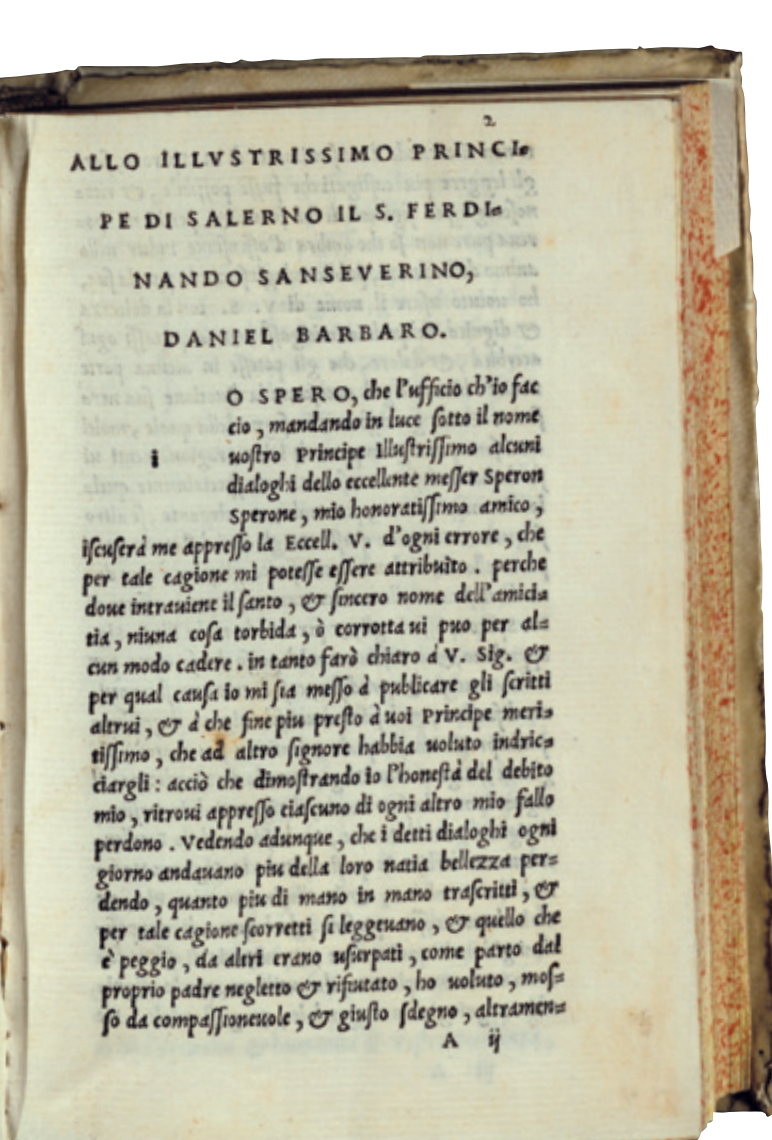 2
ALLO ILLVSTRISSIMO PRINCI=
PE DI SALERNO IL S. FERDI=
NANDO SANSEVERINO,
DANIEL BARBARO.
O SPERO, che l'ufficio ch'io fac
cio, mandando in luce ſotto il nome
i uoſtro Principe Illuſtriſſimo alcuni
dialoghi dello eccellente meſſer Speron
Sperone, mio honoratiſſimo amico,
iſcuſerà me appreſſo la Eccell. V. d'ogni errore, che
per tale cagione mi poteſſe eſſere attribuito. perche
doue intrauiene il ſanto, & ſincero nome dell'amici=
tia, niuna coſa torbida, ò corrotta ui puo per al=
cun modo cadere. in tanto farò chiaro à V. Sig. &
per qual cauſa io mi ſia meſſo à publicare gli ſcritti
altrui, & à che fine piu preſto à uoi Principe meri=
tiſſimo, che ad altro ſignore habbia uoluto indric=
ciargli: acciò che dimoſtrando io l'honeſtà del debito
mio, ritroui appreſſo ciaſcuno di ogni altro mio fallo
perdono. Vedendo adunque, che i detti dialoghi ogni
giorno andauano piu della loro natia bellezza per=
dendo, quanto piu di mano in mano traſcritti, &
per tale cagione ſcorretti ſi leggeuano, & quello che
è peggio, da altri erano uſurpati, come parto dal
proprio padre negletto & rifiutato, ho uoluto, moſ=
ſo da compaſſioneuole, & giuſto ſdegno, altramen=
A ij